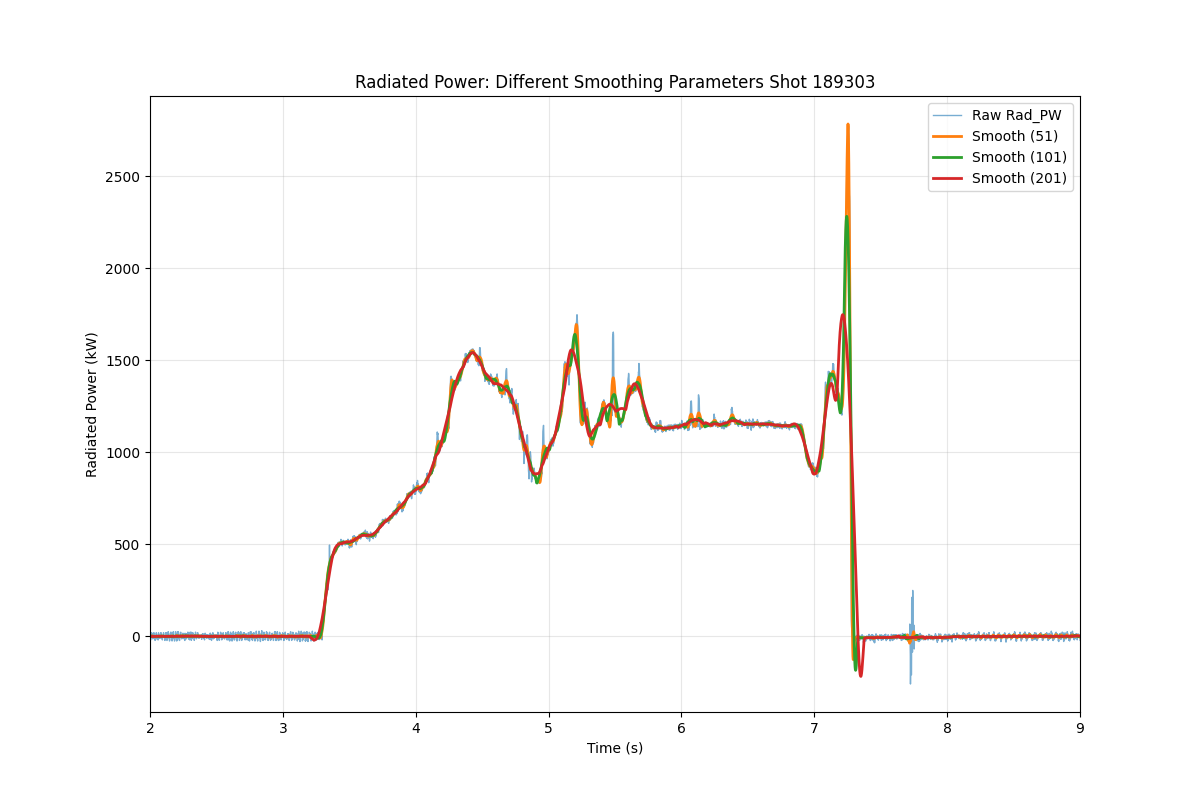 Radiated Power: Different Smoothing Parameters Shot 189303
Raw Rad_PW
Smooth (51)
Smooth (101)
Smooth (201)
Radiated Power (kW)
2500
2000
1500
1000
500
0
2 3 4 5 6 7 8 9
Time (s)